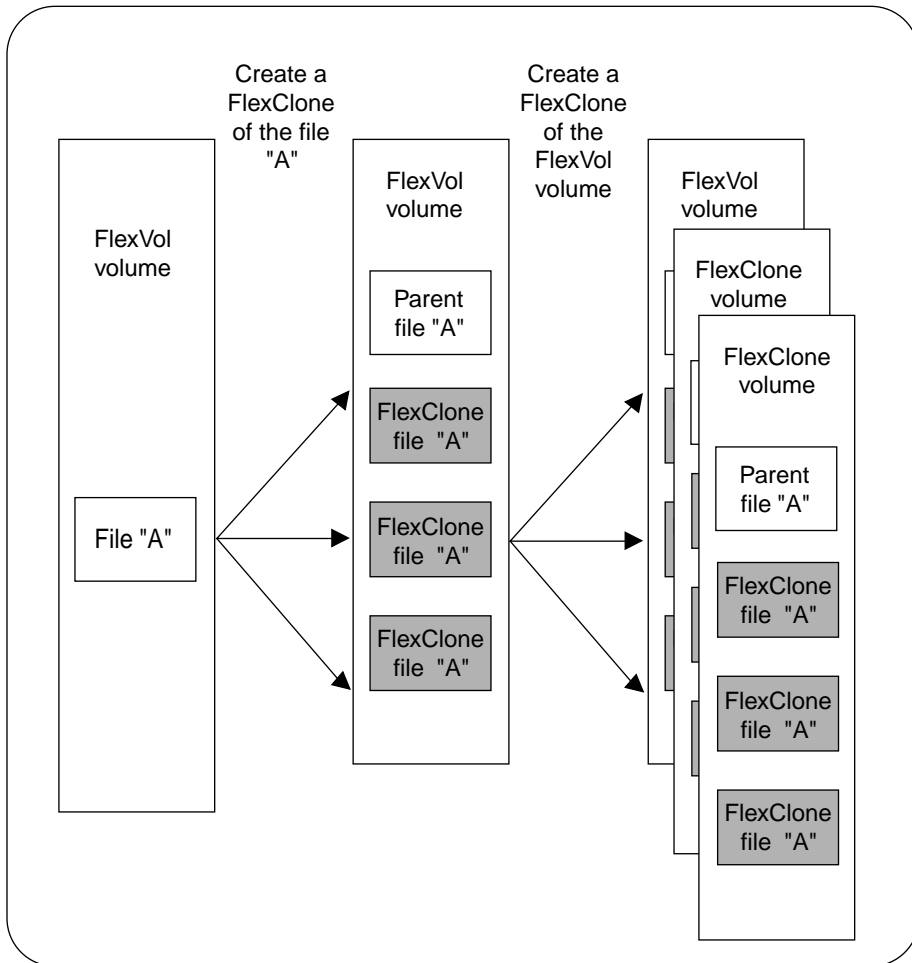 Create a
FlexClone
of the file
"A"
Create a
FlexClone
of the
FlexVol
volume
FlexVol
volume
File "A"
FlexVol
volume
Parent
file "A"
FlexClone
file "A"
FlexClone
file "A"
FlexClone
file "A"
FlexVol
volume
FlexClone
volume
FlexClone
volume
Parent
file "A"
FlexClone
file "A"
FlexClone
file "A"
FlexClone
file "A"